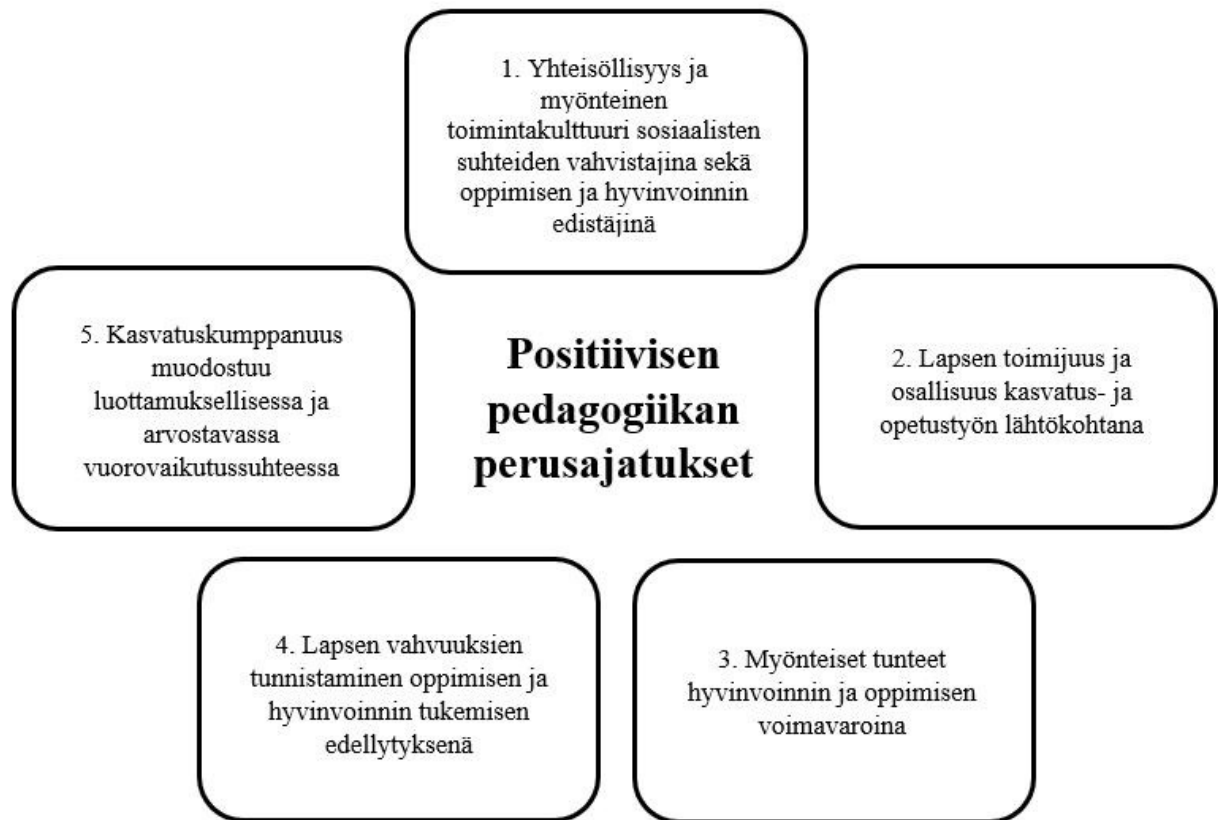 1. Yhteisöllisyys ja
myönteinen
toimintakulttuuri sosiaalisten
suhteiden vahvistajina sekä
oppimisen ja hyvinvoinnin
edistäjinä
5. Kasvatuskumppanuus
muodostuu
luottamuksellisessa ja
arvostavassa
vuorovaikutussuhteessa
Positiivisen
pedagogiikan
perusajatukset
2. Lapsen toimijuus ja
osallisuus kasvatus- ja
opetustyön lähtökohtana
4. Lapsen vahvuuksien
tunnistaminen oppimisen ja
hyvinvoinnin tukemisen
edellytyksenä
3. Myönteiset tunteet
hyvinvoinnin ja oppimisen
voimavaroina